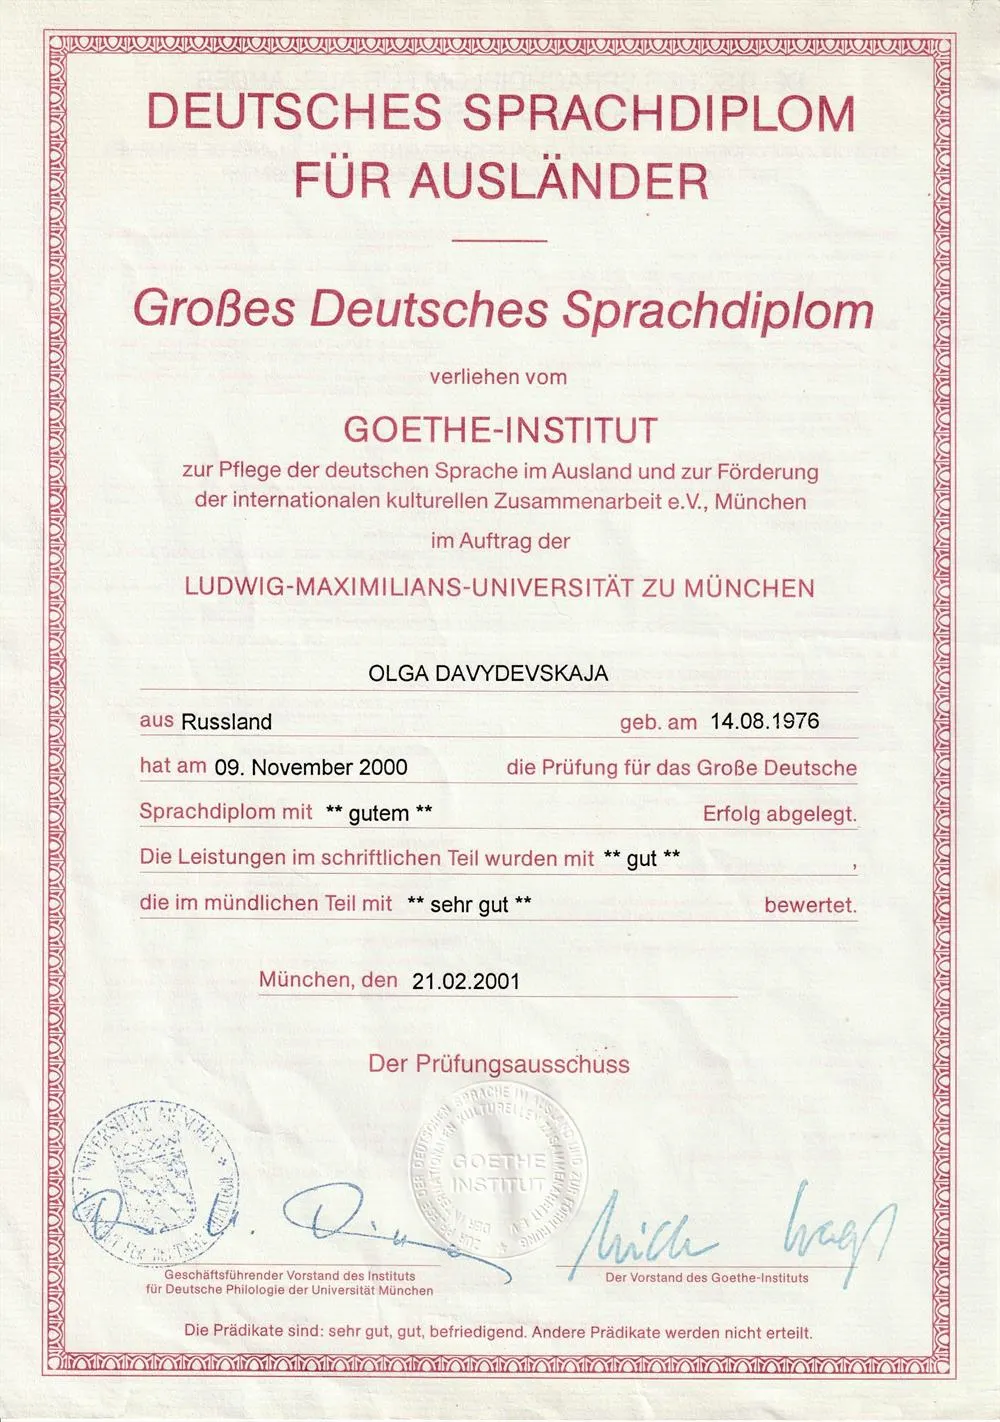 DEUTSCHES SPRACHDIPLOM
FÜR AUSLÄNDER
Großes Deutsches Sprachdiplom
verliehen vom
GOETHE-INSTITUT
zur Pflege der deutschen Sprache im Ausland und zur Förderung
der internationalen kulturellen Zusammenarbeit e.V., München
im Auftrag der
LUDWIG-MAXIMILIANS-UNIVERSITÄT ZU MÜNCHEN
OLGA DAVYDEVSKAJA
aus Russland geb. am 14.08.1976
hat am 09. November 2000 die Prüfung für das Große Deutsche
Sprachdiplom mit ** gutem ** Erfolg abgelegt.
Die Leistungen im schriftlichen Teil wurden mit ** gut ** ,
die im mündlichen Teil mit ** sehr gut ** bewertet.
München, den 21.02.2001
Der Prüfungsausschuss
UNIVERSITÄT MÜNCHEN
GOETHE
INSTITUT
Geschäftsführender Vorstand des Instituts
für Deutsche Philologie der Universität München
Der Vorstand des Goethe-Instituts
Die Prädikate sind: sehr gut, gut, befriedigend. Andere Prädikate werden nicht erteilt.